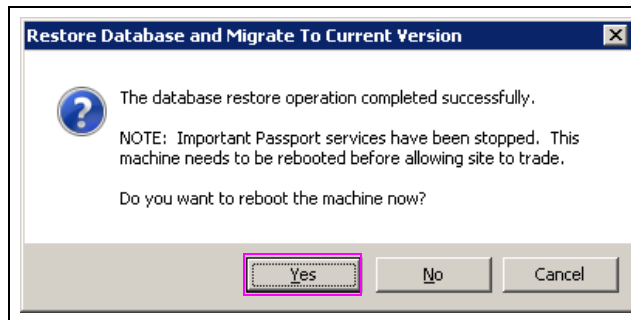 Restore Database and Migrate To Current Version
The database restore operation completed successfully.
NOTE: Important Passport services have been stopped. This
machine needs to be rebooted before allowing site to trade.
Do you want to reboot the machine now?
Yes
No
Cancel